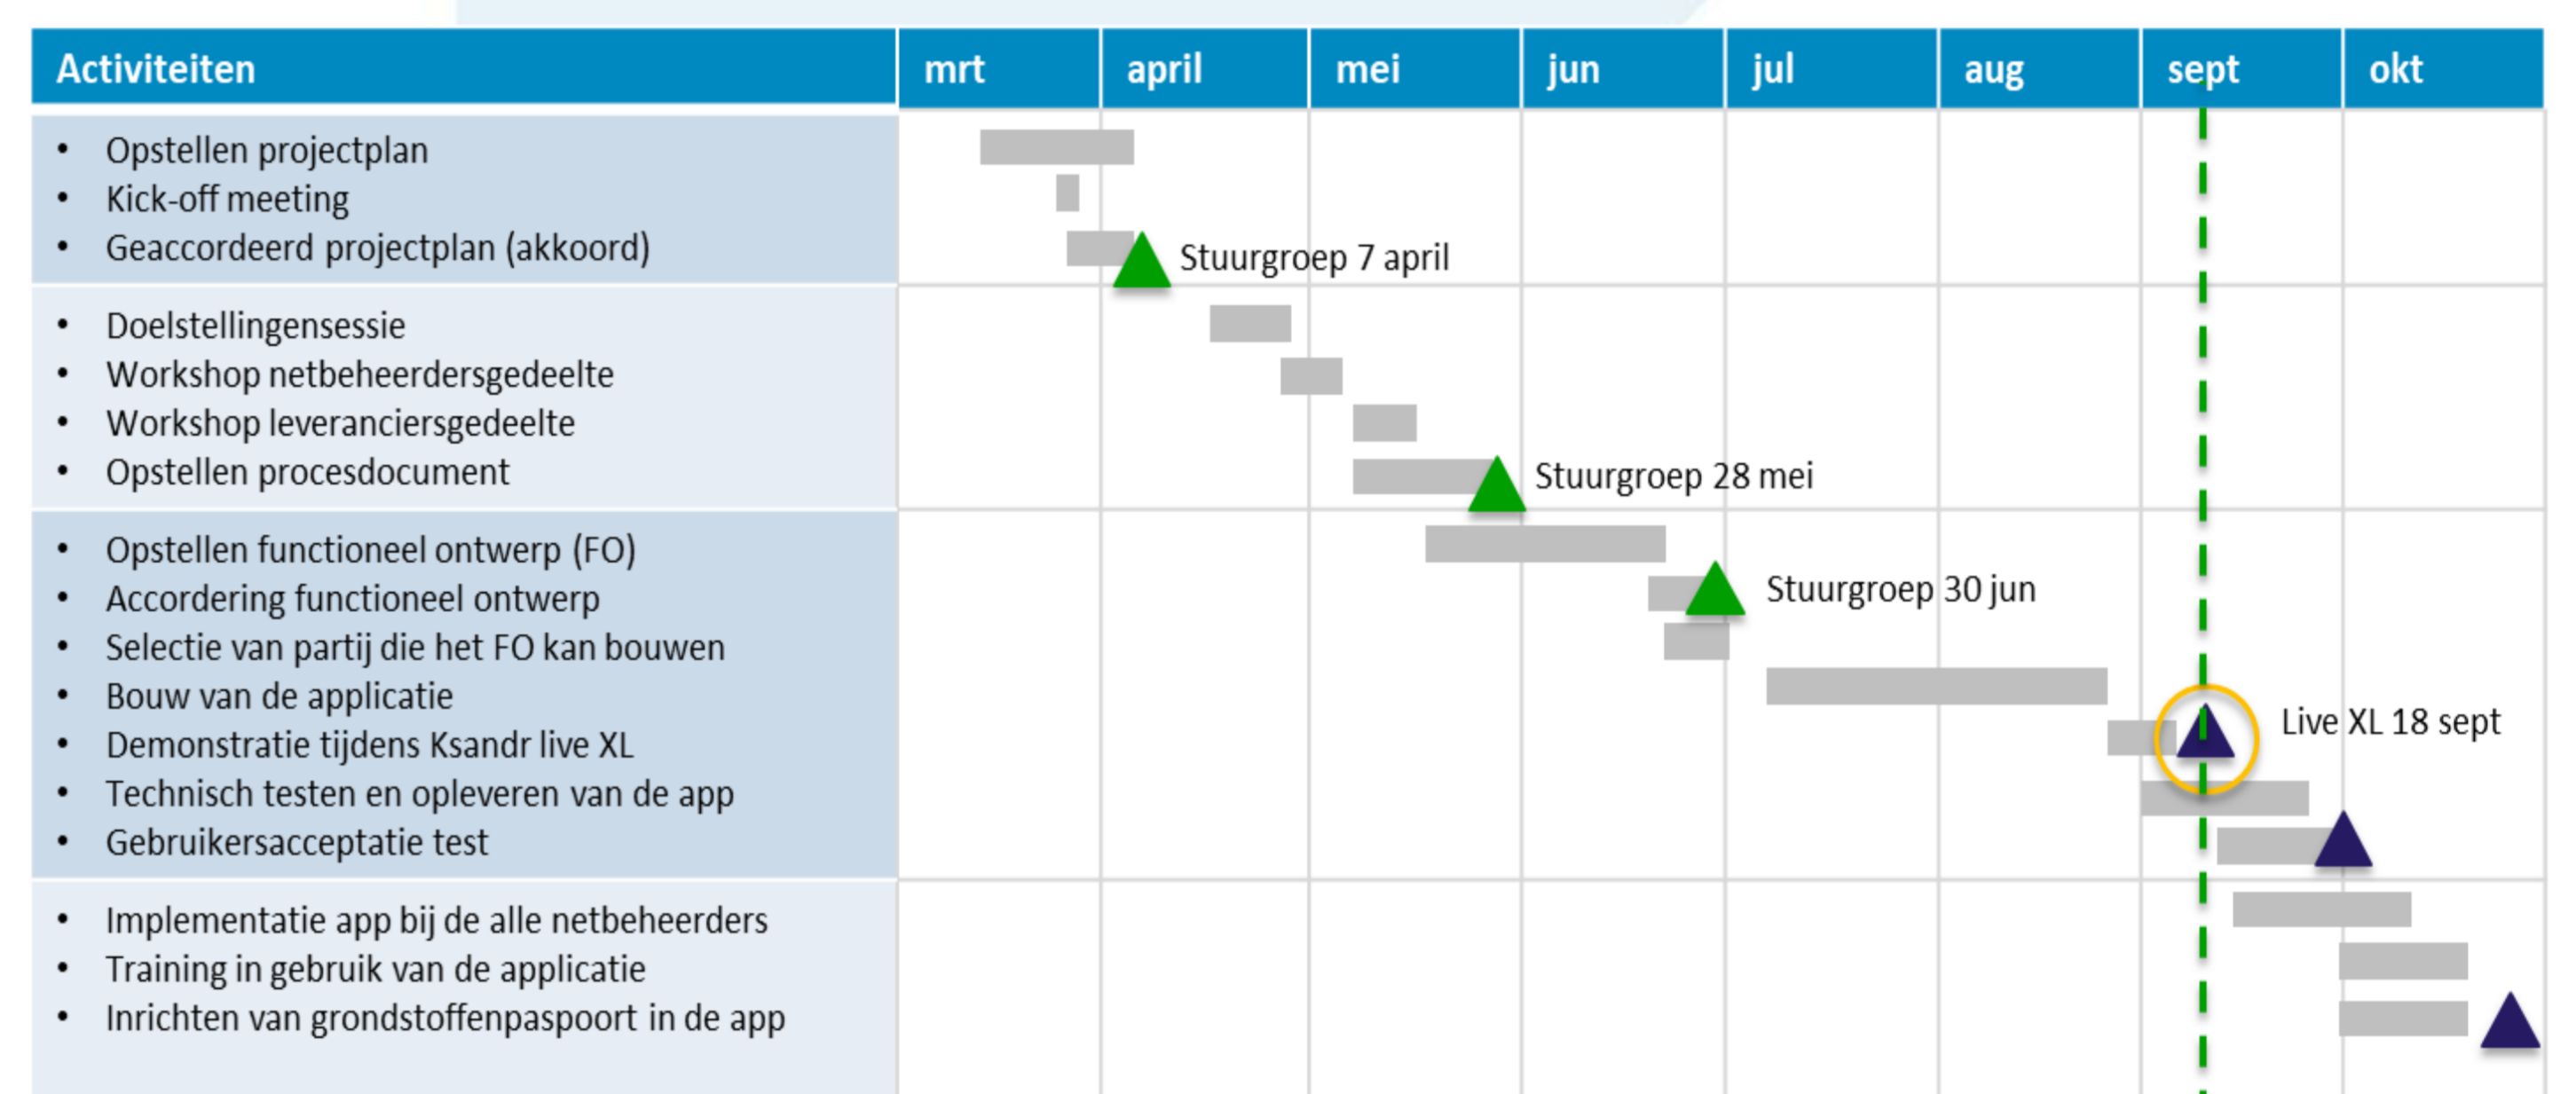 Activiteiten mrt april mei jun jul aug sept okt
• Opstellen projectplan
• Kick-off meeting
• Geaccordeerd projectplan (akkoord)
Stuurgroep 7 april
• Doelstellingensessie
• Workshop netbeheerdersgedeelte
• Workshop leveranciersgedeelte
• Opstellen procesdocument
Stuurgroep 28 mei
• Opstellen functioneel ontwerp (FO)
• Accordering functioneel ontwerp
Stuurgroep 30 jun
• Selectie van partij die het FO kan bouwen
• Bouw van de applicatie
• Demonstratie tijdens Ksandr live XL
Live XL 18 sept
• Technisch testen en opleveren van de app
• Gebruikersacceptatie test
• Implementatie app bij de alle netbeheerders
• Training in gebruik van de applicatie
• Inrichten van grondstoffenpaspoort in de app